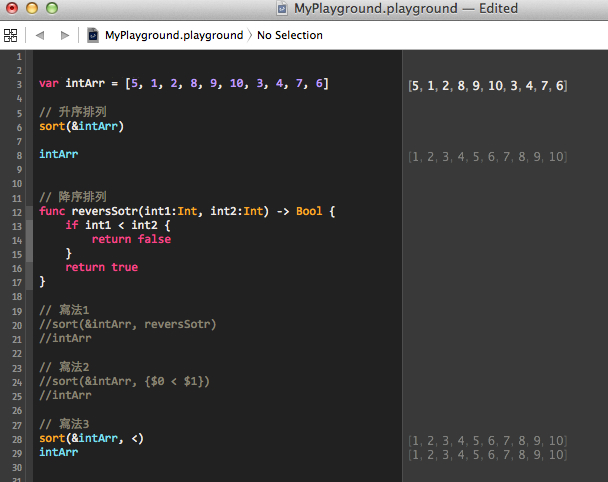 MyPlayground.playground — Edited
MyPlayground.playground › No Selection
1
2
3 var intArr = [5, 1, 2, 8, 9, 10, 3, 4, 7, 6] [5, 1, 2, 8, 9, 10, 3, 4, 7, 6]
4
5 // 升序排列
6 sort(&intArr)
7
8 intArr [1, 2, 3, 4, 5, 6, 7, 8, 9, 10]
9
10
11 // 降序排列
12 func reversSotr(int1:Int, int2:Int) -> Bool {
13 if int1 < int2 {
14 return false
15 }
16 return true
17 }
18
19 // 寫法1
20 //sort(&intArr, reversSotr)
21 //intArr
22
23 // 寫法2
24 //sort(&intArr, {$0 < $1})
25 //intArr
26
27 // 寫法3
28 sort(&intArr, <) [1, 2, 3, 4, 5, 6, 7, 8, 9, 10]
29 intArr [1, 2, 3, 4, 5, 6, 7, 8, 9, 10]
30
31